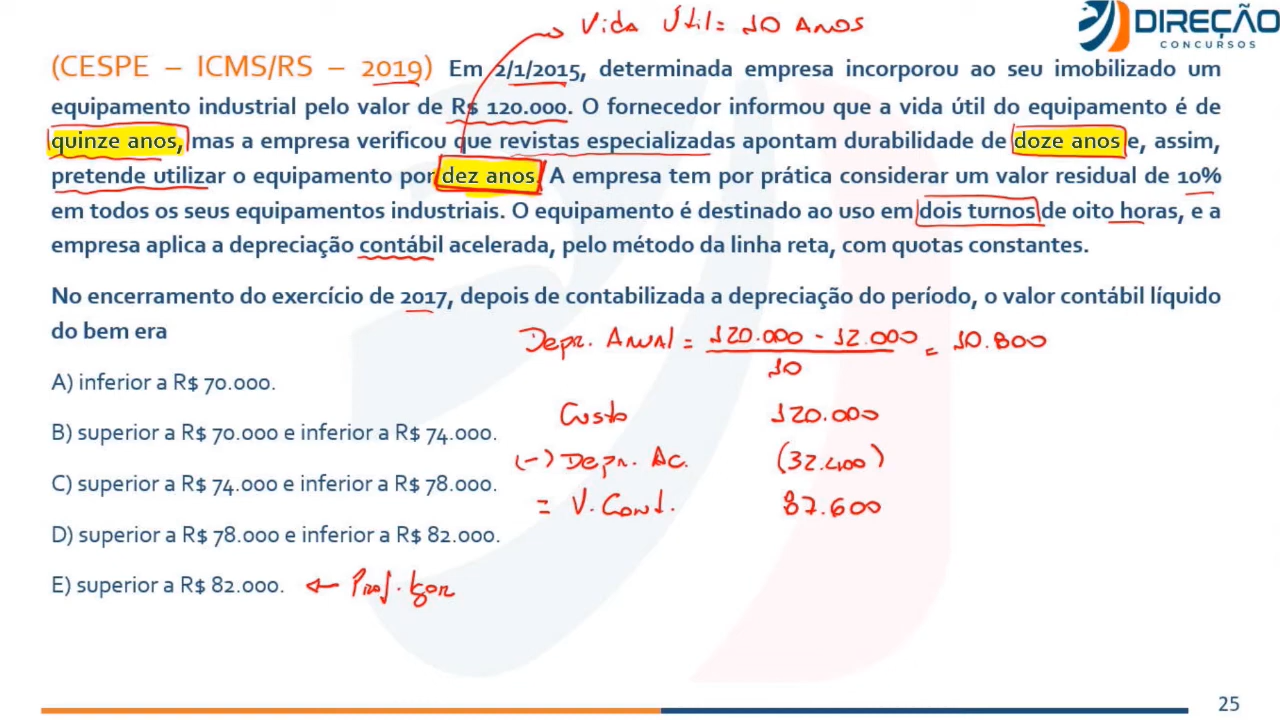 Vida Útil = 10 ANOS
DIREÇÃO
CONCURSOS
(CESPE – ICMS/RS – 2019) Em 2/1/2015, determinada empresa incorporou ao seu imobilizado um
equipamento industrial pelo valor de R$ 120.000. O fornecedor informou que a vida útil do equipamento é de
quinze anos, mas a empresa verificou que revistas especializadas apontam durabilidade de doze anos e, assim,
pretende utilizar o equipamento por dez anos. A empresa tem por prática considerar um valor residual de 10%
em todos os seus equipamentos industriais. O equipamento é destinado ao uso em dois turnos de oito horas, e a
empresa aplica a depreciação contábil acelerada, pelo método da linha reta, com quotas constantes.
No encerramento do exercício de 2017, depois de contabilizada a depreciação do período, o valor contábil líquido
do bem era
Depr. Anual = 120.000 - 12.000 = 10.800
10
A) inferior a R$ 70.000.
Custo 120.000
B) superior a R$ 70.000 e inferior a R$ 74.000.
(-) Depr. Ac. (32.400)
C) superior a R$ 74.000 e inferior a R$ 78.000.
= V. Cont. 87.600
D) superior a R$ 78.000 e inferior a R$ 82.000.
E) superior a R$ 82.000. ← Prof. Igor
25